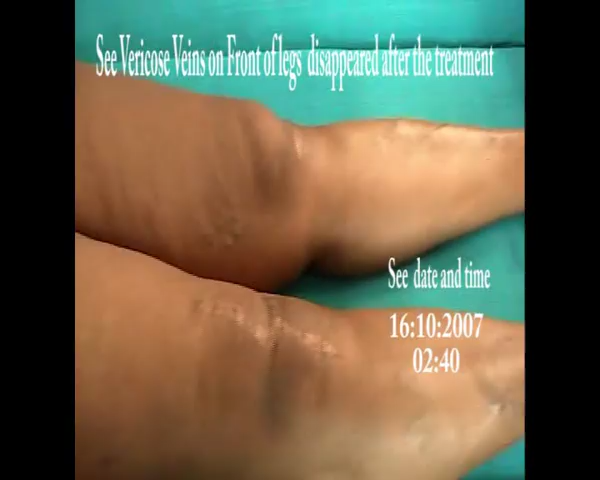 See Vericose Veins on Front of legs disappeared after the treatment
See date and time
16:10:2007
02:40